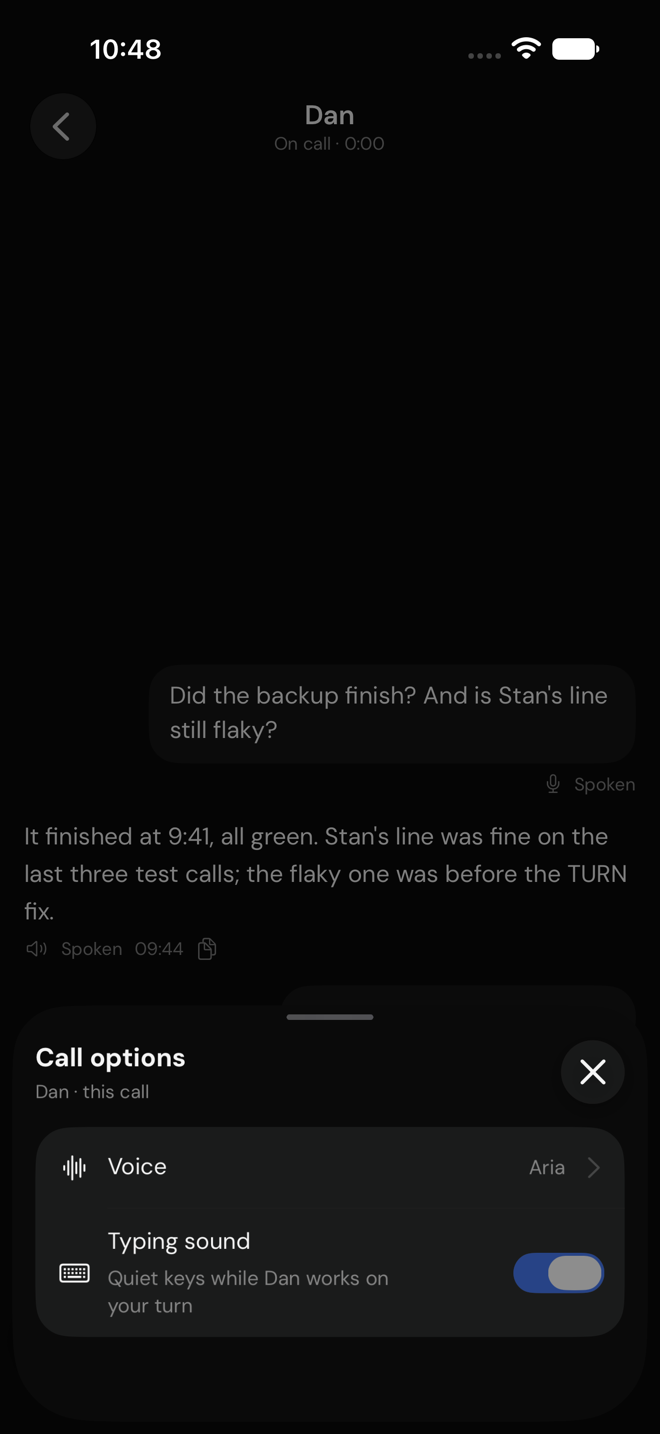 10:48
Dan
On call · 0:00
Did the backup finish? And is Stan's line
still flaky?
Spoken
It finished at 9:41, all green. Stan's line was fine on the
last three test calls; the flaky one was before the TURN
fix.
Spoken 09:44
Call options
Dan · this call
Voice
Aria
Typing sound
Quiet keys while Dan works on
your turn